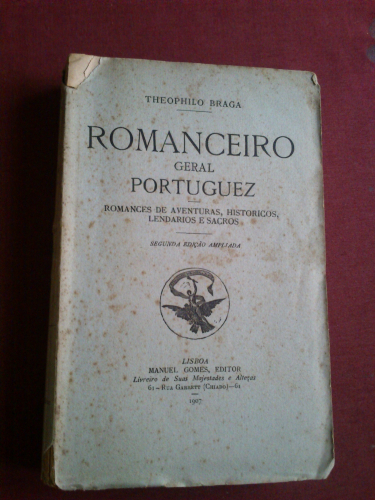 THEOPHILO BRAGA
ROMANCEIRO
GERAL
PORTUGUEZ
ROMANCES DE AVENTURAS, HISTORICOS,
LENDARIOS E SACROS
SEGUNDA EDIÇÃO AMPLIADA
LISBOA
MANUEL GOMES, EDITOR
Livreiro de Suas Majestades e Altezas
61—RUA GARRETT (CHIADO)—61
1907